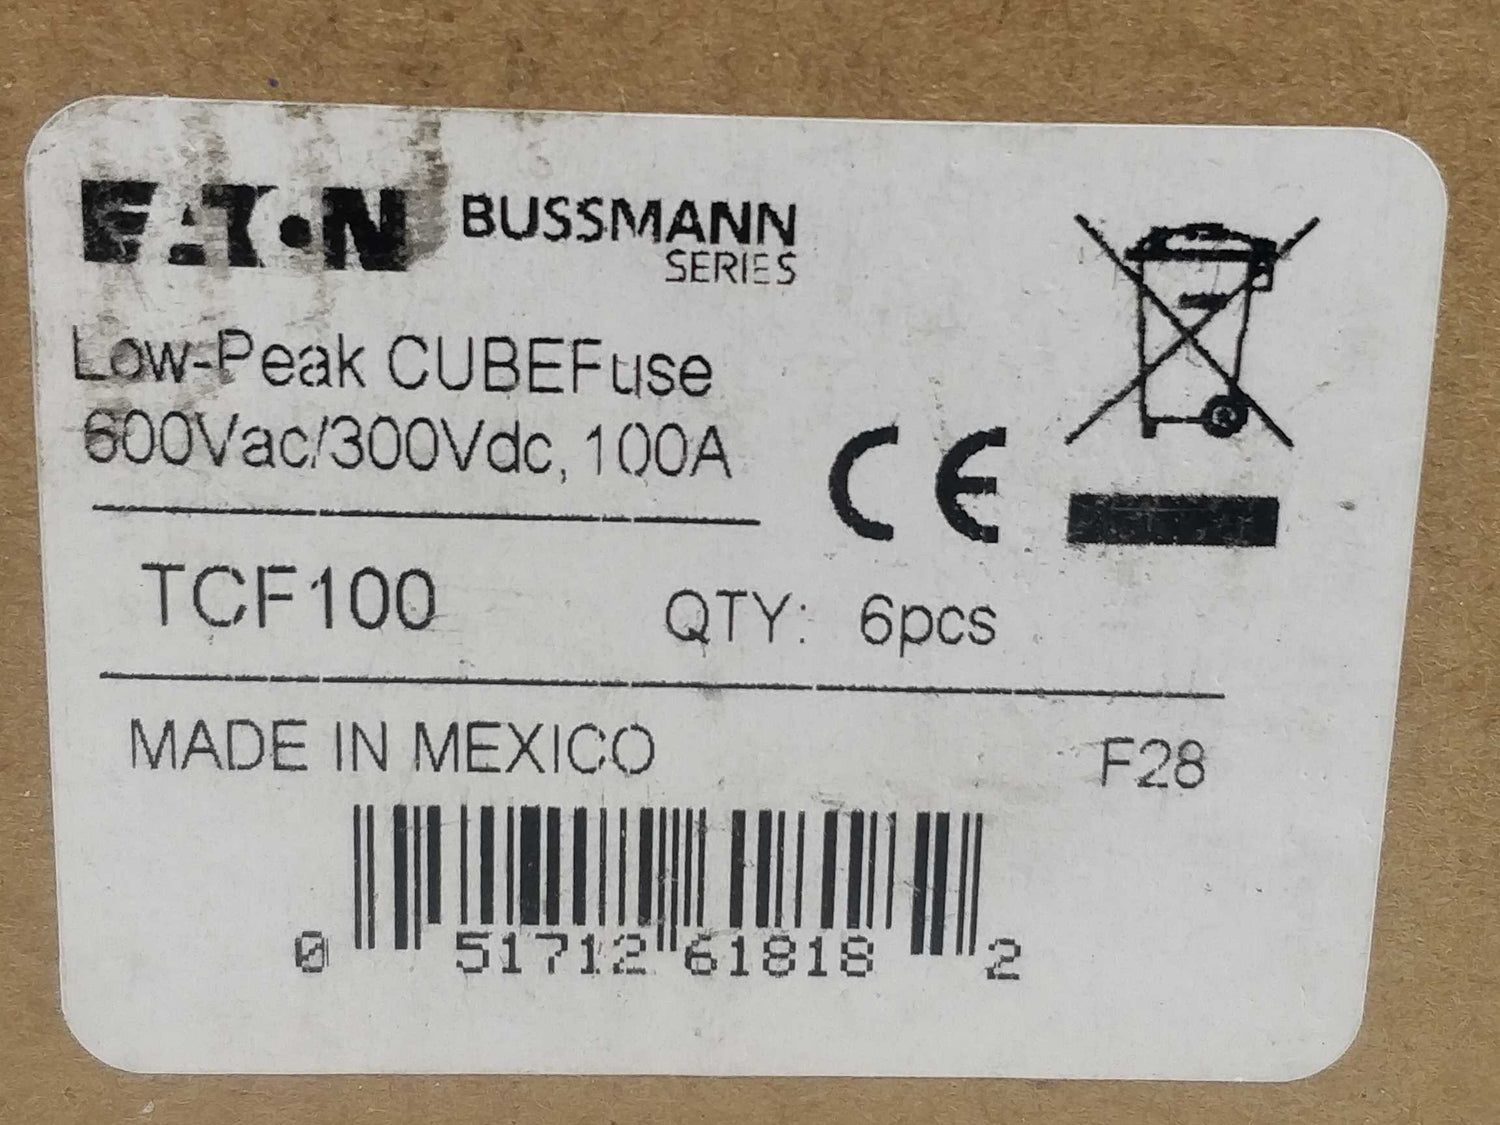 EATON BUSSMANN
SERIES
Low-Peak CUBEFuse
600Vac/300Vdc, 100A
CE
TCF100 QTY: 6pcs
MADE IN MEXICO F28
0 51712 61818 2